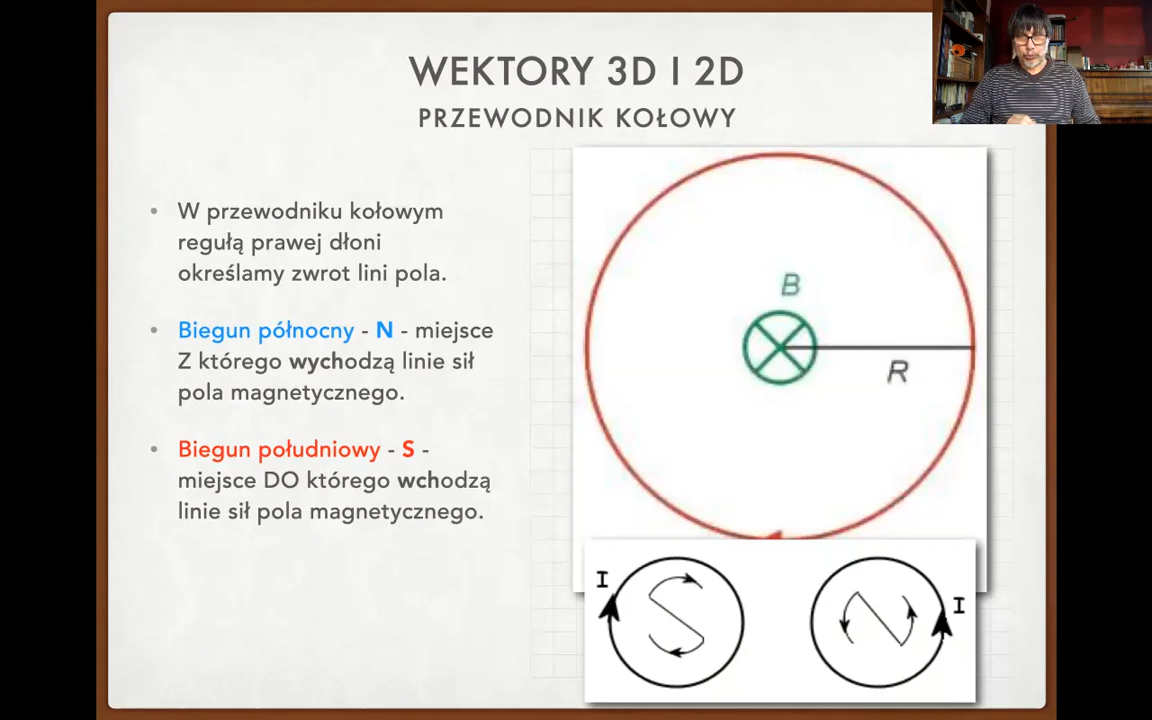 WEKTORY 3D I 2D
PRZEWODNIK KOŁOWY
• W przewodniku kołowym
regułą prawej dłoni
określamy zwrot lini pola.
• Biegun północny - N - miejsce
Z którego wychodzą linie sił
pola magnetycznego.
• Biegun południowy - S -
miejsce DO którego wchodzą
linie sił pola magnetycznego.
B
R
I
S
N
I